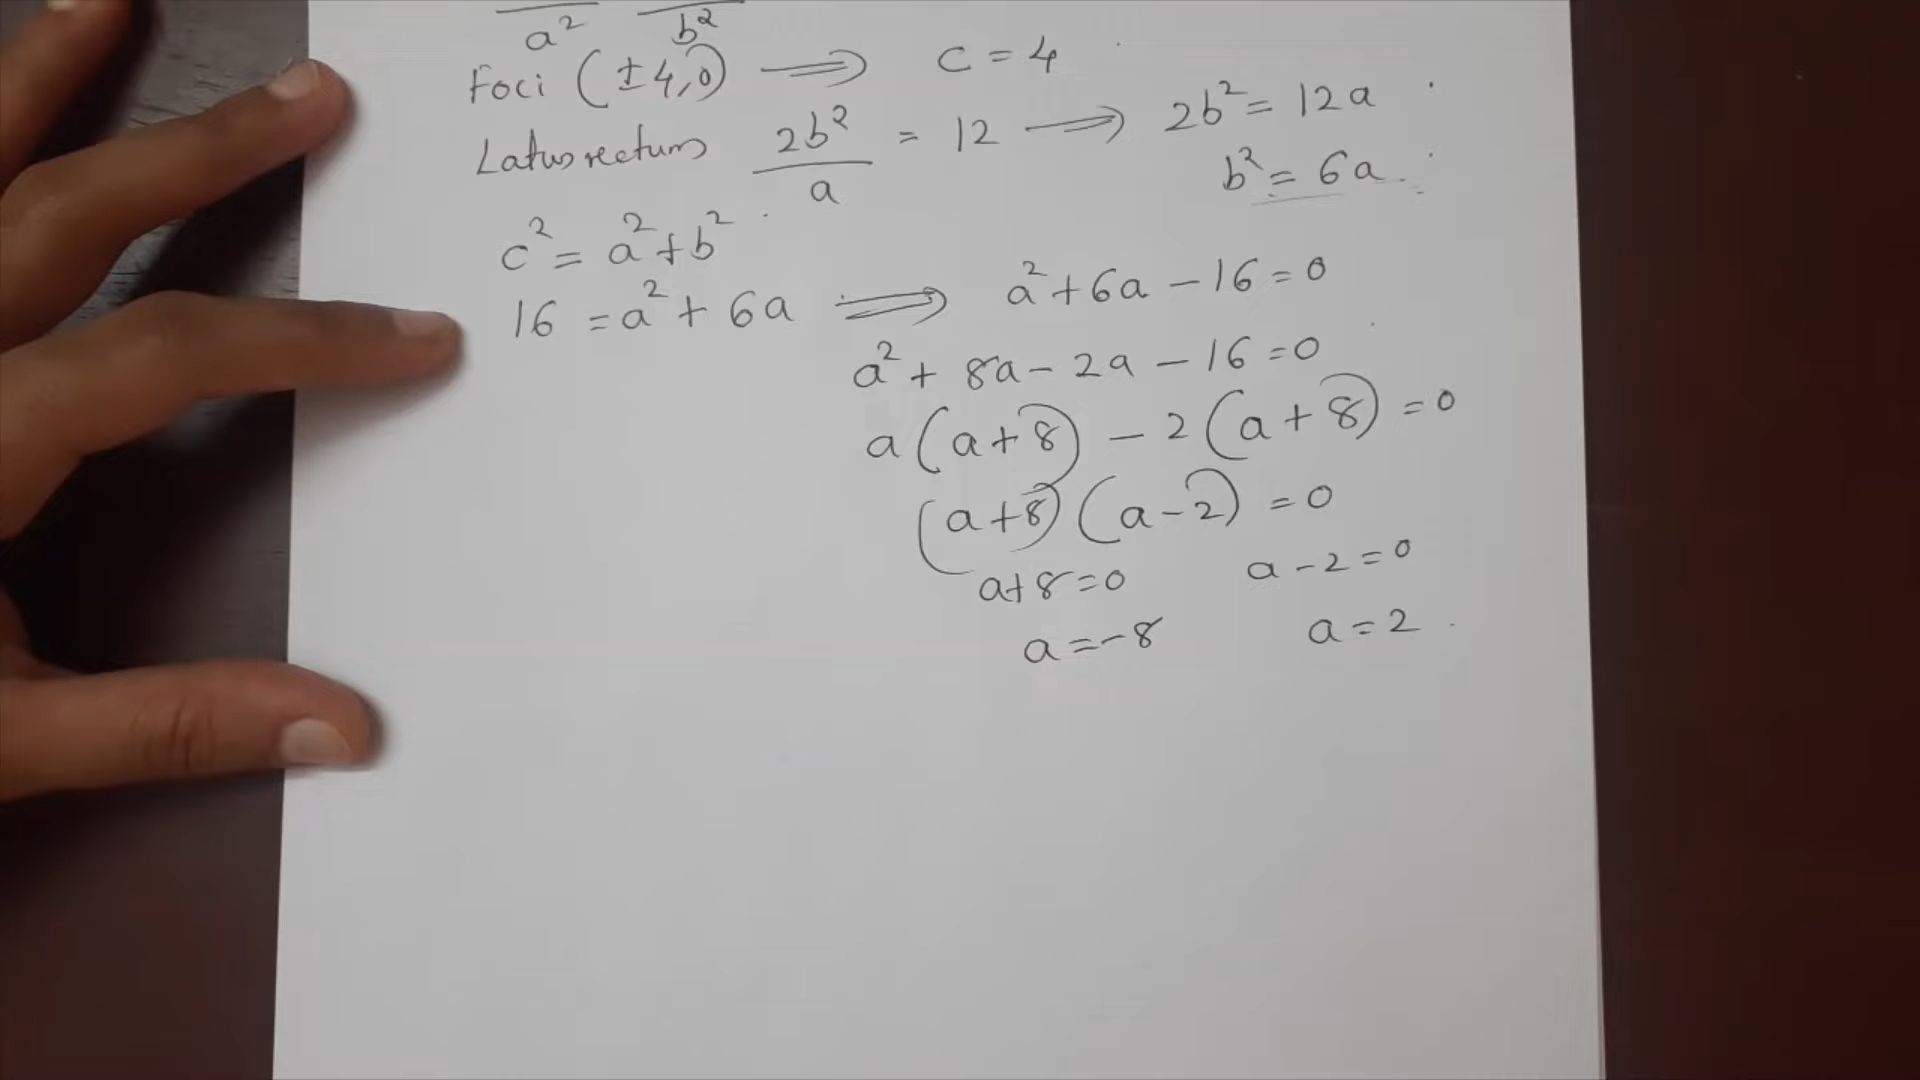 a² b²
Foci (±4,0) ⟹ c = 4
Latusrectum 2b²/a = 12 ⟹ 2b² = 12a
b² = 6a
c² = a² + b²
16 = a² + 6a ⟹ a² + 6a - 16 = 0
a² + 8a - 2a - 16 = 0
a(a+8) - 2(a+8) = 0
(a+8)(a-2) = 0
a+8=0 a-2=0
a=-8 a=2